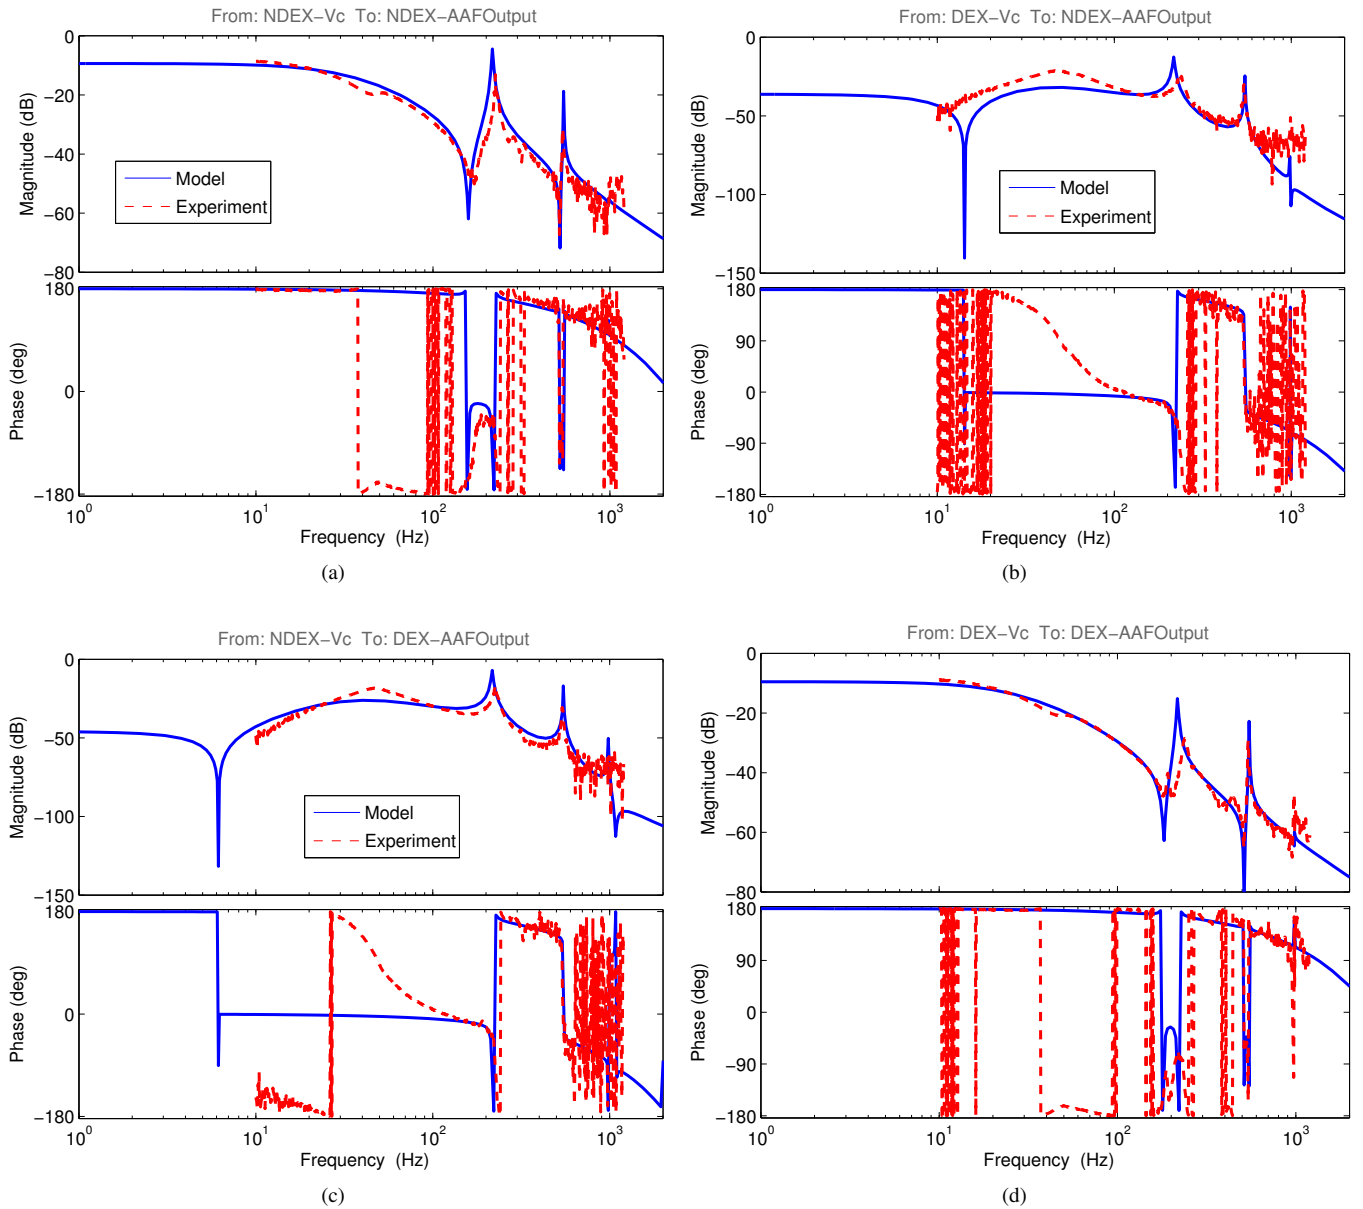 From: NDEX−Vc To: NDEX−AAFOutput
0
−20
−40
−60
−80
Magnitude (dB)
Model
Experiment
180
0
−180
Phase (deg)
10^0 10^1 10^2 10^3
Frequency (Hz)
(a)
From: DEX−Vc To: NDEX−AAFOutput
0
−50
−100
−150
Magnitude (dB)
Model
Experiment
180
90
0
−90
−180
Phase (deg)
10^0 10^1 10^2 10^3
Frequency (Hz)
(b)
From: NDEX−Vc To: DEX−AAFOutput
0
−50
−100
−150
Magnitude (dB)
Model
Experiment
180
0
−180
Phase (deg)
10^0 10^1 10^2 10^3
Frequency (Hz)
(c)
From: DEX−Vc To: DEX−AAFOutput
0
−20
−40
−60
−80
Magnitude (dB)
180
90
0
−90
−180
Phase (deg)
10^0 10^1 10^2 10^3
Frequency (Hz)
(d)